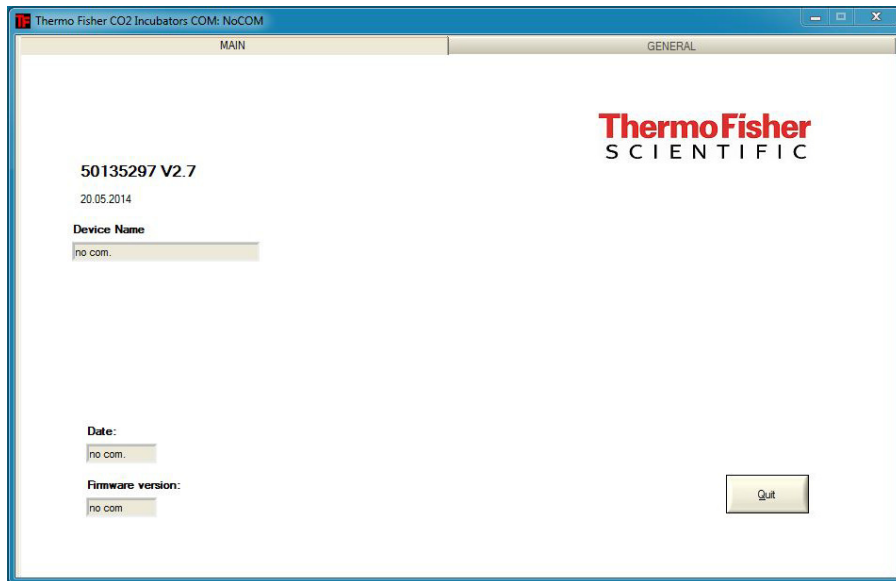 Thermo Fisher CO2 Incubators COM: NoCOM
MAIN
GENERAL
ThermoFisher
SCIENTIFIC
50135297 V2.7
20.05.2014
Device Name
no com.
Date:
no com.
Firmware version:
no com
Quit